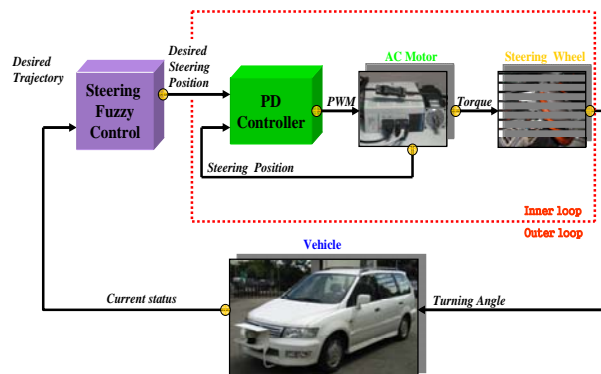 Desired
Trajectory
Steering
Fuzzy
Control
Desired
Steering
Position
PD
Controller
PWM
AC Motor
Torque
Steering Wheel
Steering Position
Inner loop
Outer loop
Vehicle
Current status
Turning Angle